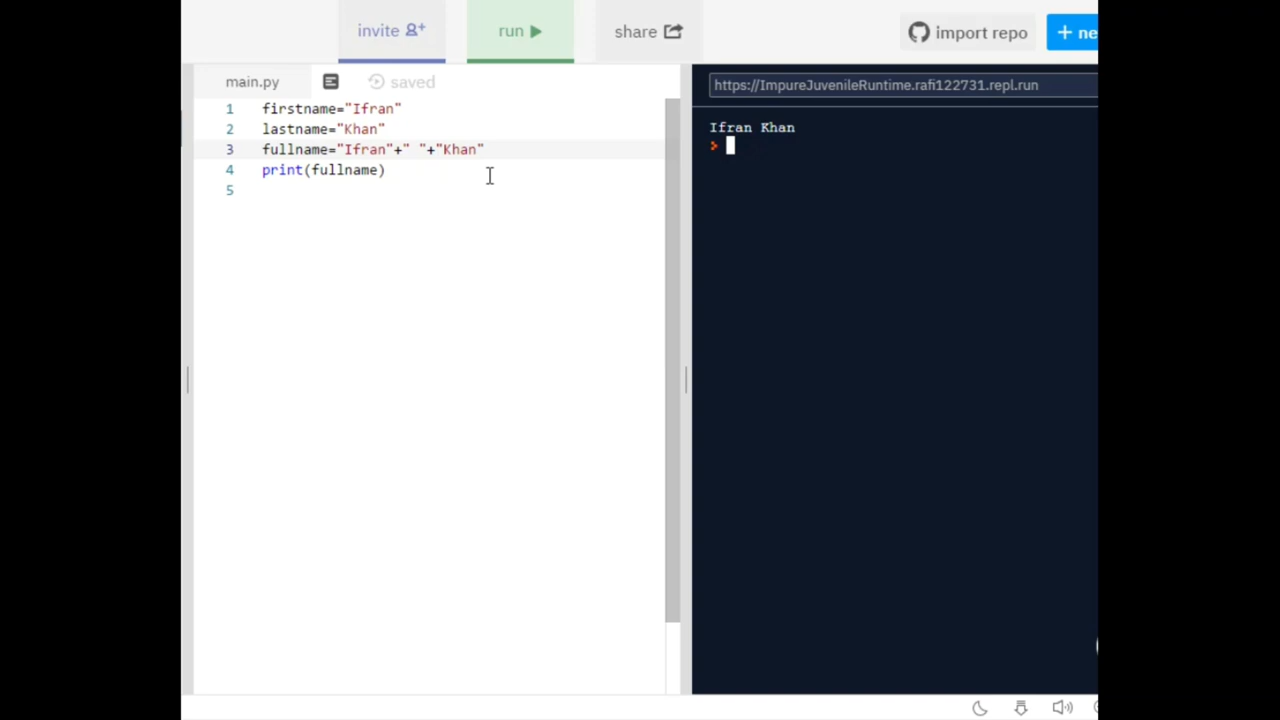 invite
run
share
import repo
+ ne
main.py
saved
https://ImpureJuvenileRuntime.rafi122731.repl.run
1 firstname="Ifran"
2 lastname="Khan"
3 fullname="Ifran"+" "+"Khan"
4 print(fullname)
5
Ifran Khan
>